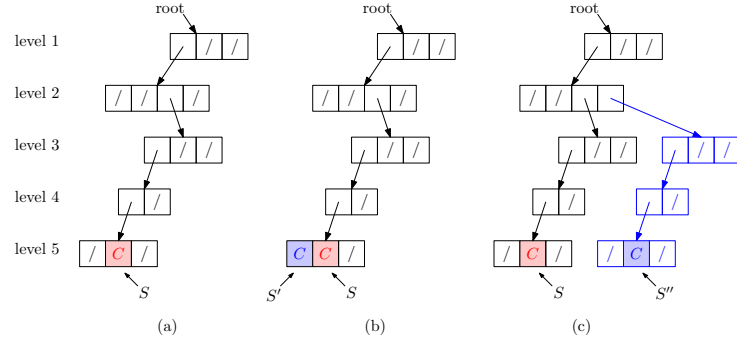 root root root
level 1 / / / / / /
level 2 / / / / / / / /
level 3 / / / / / / / /
level 4 / / / /
level 5 / C / C C / / C / / C /
S S′ S S S″
(a) (b) (c)